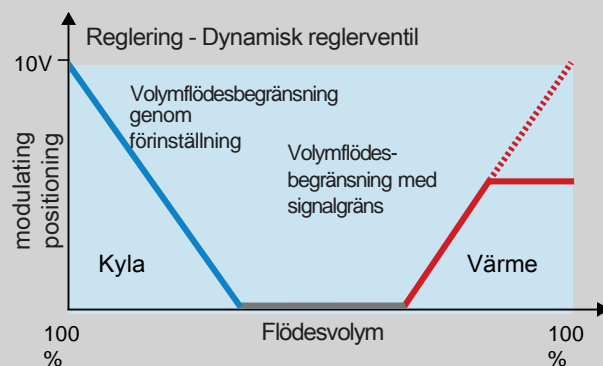 Reglering - Dynamisk reglerventil
10V
Volymflödesbegränsning
genom
förinställning
Volymflödes-
begränsning med
signalgräns
modulating
positioning
Kyla
Värme
100
%
Flödesvolym
100
%